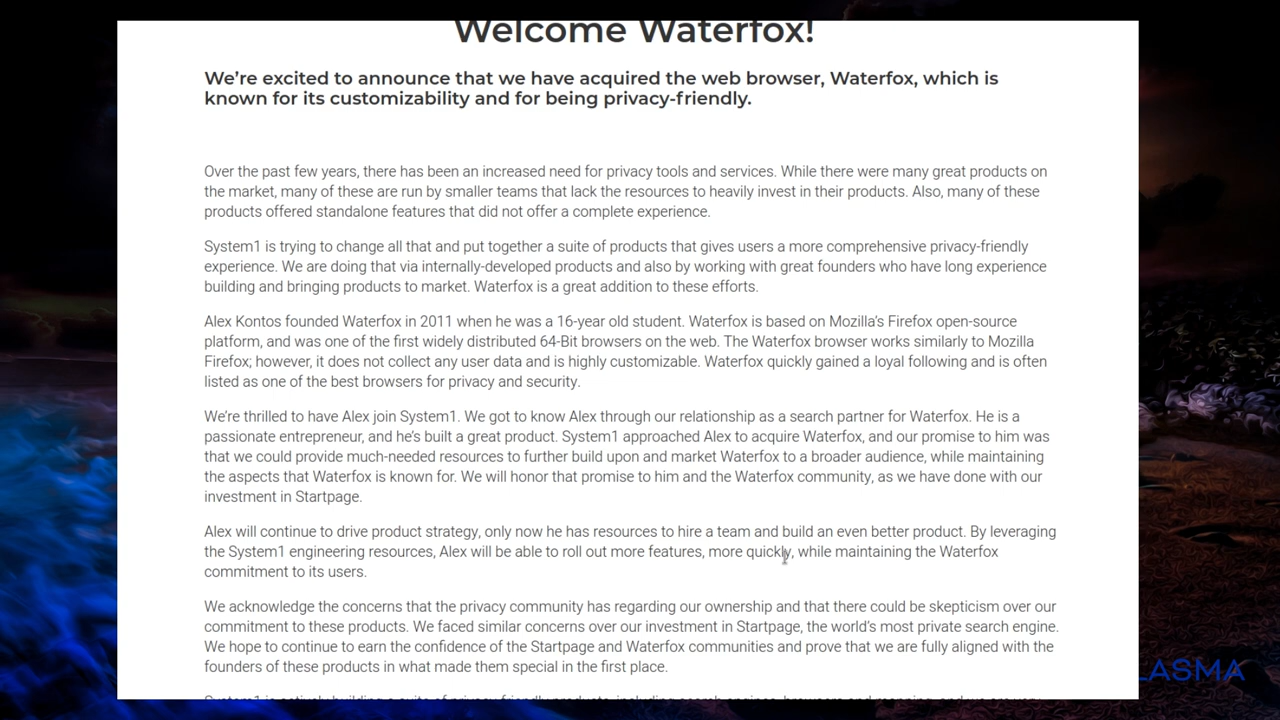 Welcome Waterfox!
We’re excited to announce that we have acquired the web browser, Waterfox, which is
known for its customizability and for being privacy-friendly.
Over the past few years, there has been an increased need for privacy tools and services. While there were many great products on
the market, many of these are run by smaller teams that lack the resources to heavily invest in their products. Also, many of these
products offered standalone features that did not offer a complete experience.
System1 is trying to change all that and put together a suite of products that gives users a more comprehensive privacy-friendly
experience. We are doing that via internally-developed products and also by working with great founders who have long experience
building and bringing products to market. Waterfox is a great addition to these efforts.
Alex Kontos founded Waterfox in 2011 when he was a 16-year old student. Waterfox is based on Mozilla’s Firefox open-source
platform, and was one of the first widely distributed 64-Bit browsers on the web. The Waterfox browser works similarly to Mozilla
Firefox; however, it does not collect any user data and is highly customizable. Waterfox quickly gained a loyal following and is often
listed as one of the best browsers for privacy and security.
We’re thrilled to have Alex join System1. We got to know Alex through our relationship as a search partner for Waterfox. He is a
passionate entrepreneur, and he’s built a great product. System1 approached Alex to acquire Waterfox, and our promise to him was
that we could provide much-needed resources to further build upon and market Waterfox to a broader audience, while maintaining
the aspects that Waterfox is known for. We will honor that promise to him and the Waterfox community, as we have done with our
investment in Startpage.
Alex will continue to drive product strategy, only now he has resources to hire a team and build an even better product. By leveraging
the System1 engineering resources, Alex will be able to roll out more features, more quickly, while maintaining the Waterfox
commitment to its users.
We acknowledge the concerns that the privacy community has regarding our ownership and that there could be skepticism over our
commitment to these products. We faced similar concerns over our investment in Startpage, the world’s most private search engine.
We hope to continue to earn the confidence of the Startpage and Waterfox communities and prove that we are fully aligned with the
founders of these products in what made them special in the first place.
LASMA